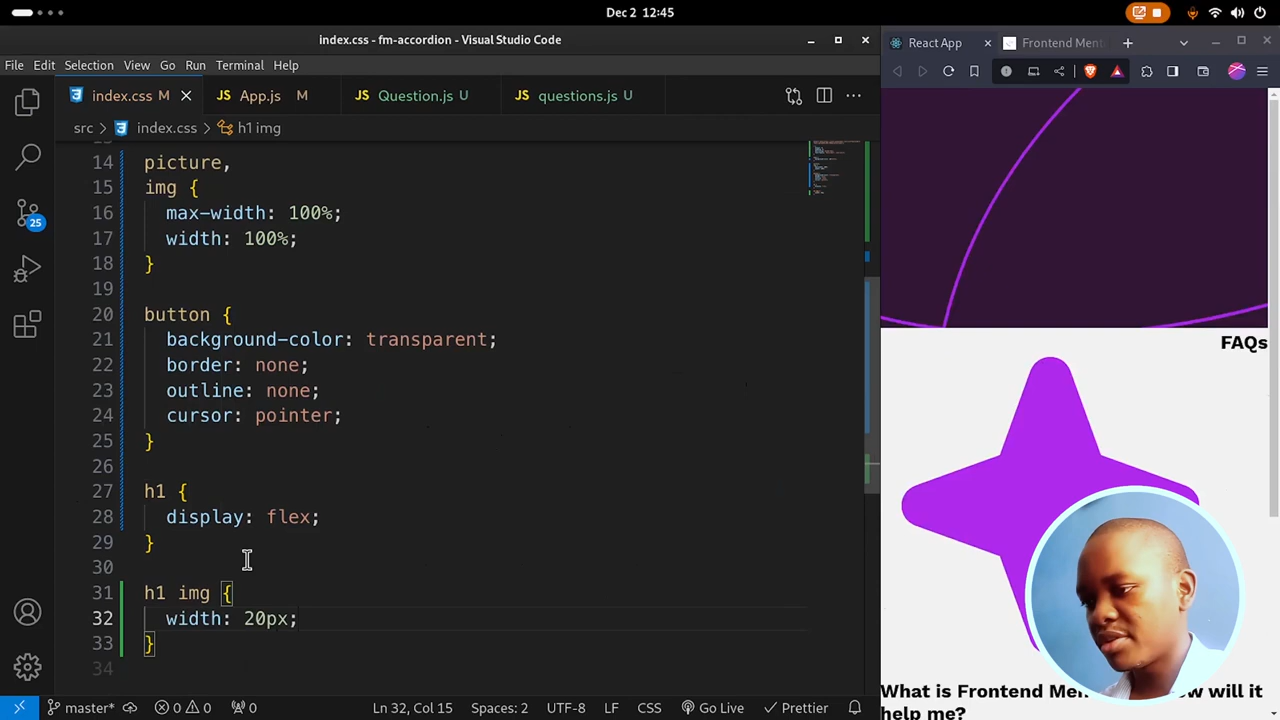 Dec 2 12:45
index.css - fm-accordion - Visual Studio Code
File Edit Selection View Go Run Terminal Help
index.css M
App.js M
Question.js U
questions.js U
src > index.css > h1 img
14 picture,
15 img {
16 max-width: 100%;
17 width: 100%;
18 }
19
20 button {
21 background-color: transparent;
22 border: none;
23 outline: none;
24 cursor: pointer;
25 }
26
27 h1 {
28 display: flex;
29 }
30
31 h1 img {
32 width: 20px;
33 }
34
25
master* 0 0 0 Ln 32, Col 15 Spaces: 2 UTF-8 LF CSS Go Live Prettier
React App
Frontend Ment
FAQs
What is Frontend
will it
help me?